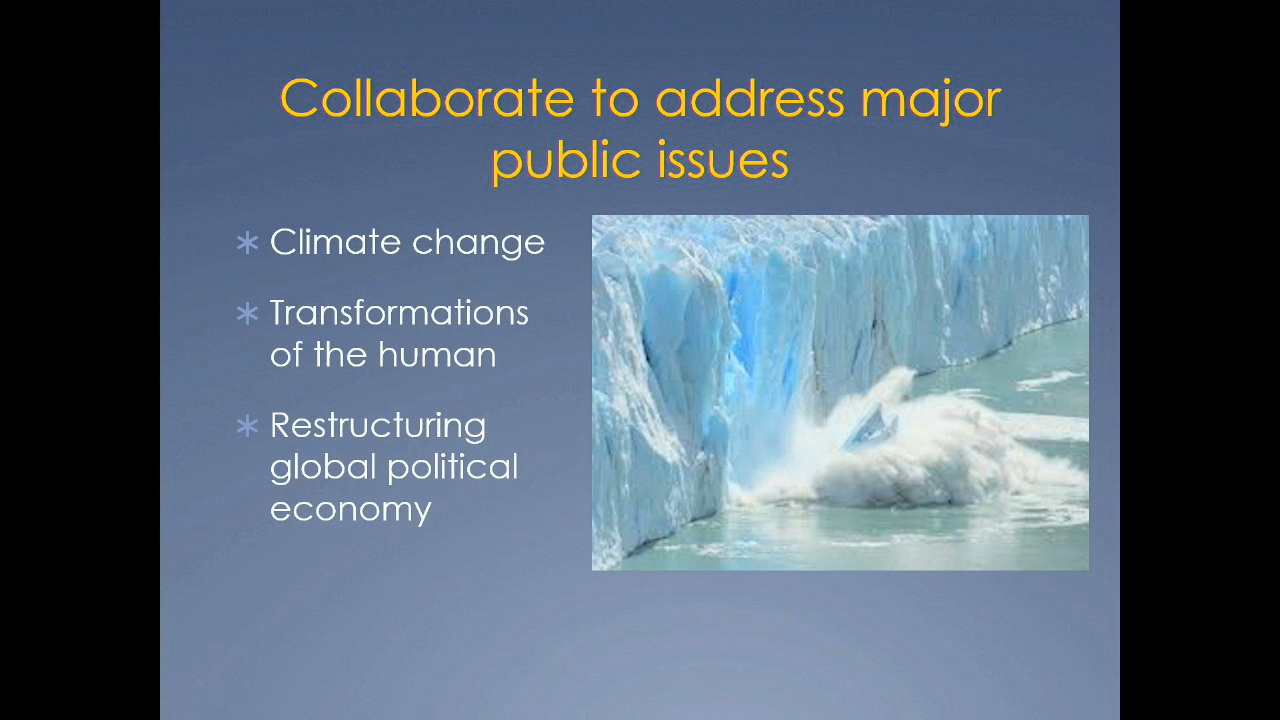 Collaborate to address major
public issues
Climate change
Transformations
of the human
Restructuring
global political
economy